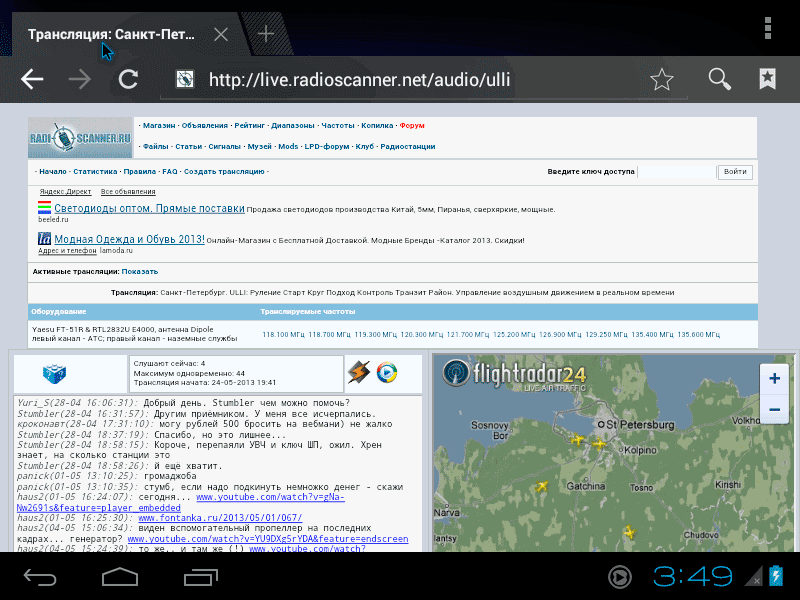 Трансляция: Санкт-Пет...
http://live.radioscanner.net/audio/ulli
RADIOSCANNER.RU
· Магазин · Объявления · Рейтинг · Диапазоны · Частоты · Копилка · Форум
· Файлы · Статьи · Сигналы · Музей · Mods · LPD-форум · Клуб · Радиостанции
· Начало · Статистика · Правила · FAQ · Создать трансляцию ·
Введите ключ доступа
Войти
Яндекс.Директ Все объявления
Светодиоды оптом. Прямые поставки Продажа светодиодов производства Китай, 5мм, Пиранья, сверхяркие, мощные.
beeled.ru
Модная Одежда и Обувь 2013! Онлайн-Магазин с Бесплатной Доставкой. Модные Бренды -Каталог 2013. Скидки!
Адрес и телефон lamoda.ru
Активные трансляции: Показать
Трансляция: Санкт-Петербург. ULLI: Руление Старт Круг Подход Контроль Транзит Район. Управление воздушным движением в реальном времени
Оборудование Транслируемые частоты
Yaesu FT-51R & RTL2832U E4000, антенна Dipole
левый канал - АТС; правый канал - наземные службы
118.100 МГц 118.700 МГц 119.300 МГц 120.300 МГц 121.700 МГц 125.200 МГц 126.900 МГц 129.250 МГц 135.400 МГц 135.600 МГц
Слушают сейчас: 4
Максимум одновременно: 44
Трансляция начата: 24-05-2013 19:41
Yuri_S(28-04 16:06:31): Добрый день. Stumbler чем можно помочь?
Stumbler(28-04 16:31:57): Другим приёмником. У меня все исчерпались.
кроконавт(28-04 17:31:10): могу рублей 500 бросить на вебмани) не жалко
Stumbler(28-04 18:37:19): Спасибо, но это лишнее...
Stumbler(28-04 18:58:15): Короче, перепаяли УВЧ и ключ ШП, ожил. Хрен
знает, на сколько станции это
Stumbler(28-04 18:58:26): й ещё хватит.
panick(01-05 13:10:25): громаджоба
panick(01-05 13:10:35): стумб, если надо подкинуть немножко денег - скажи
haus2(01-05 16:24:07): сегодня... www.youtube.com/watch?v=gNa-
Nw2691s&feature=player_embedded
haus2(01-05 16:25:30): www.fontanka.ru/2013/05/01/067/
haus2(04-05 15:06:34): виден вспомогательный пропеллер на последних
кадрах... генератор? www.youtube.com/watch?v=YU9DXg5rYDA&feature=endscreen
haus2(04-05 15:24:39): то же.. и там же (!) www.youtube.com/watch?
flightradar24
LIVE AIR TRAFFIC
+
−
Sosnovy
Bor
St Petersburg
Volkho
Kolpino
Gatchina
Tosno
Kirishi
Narva
Jantsy
Chudovo
3:49